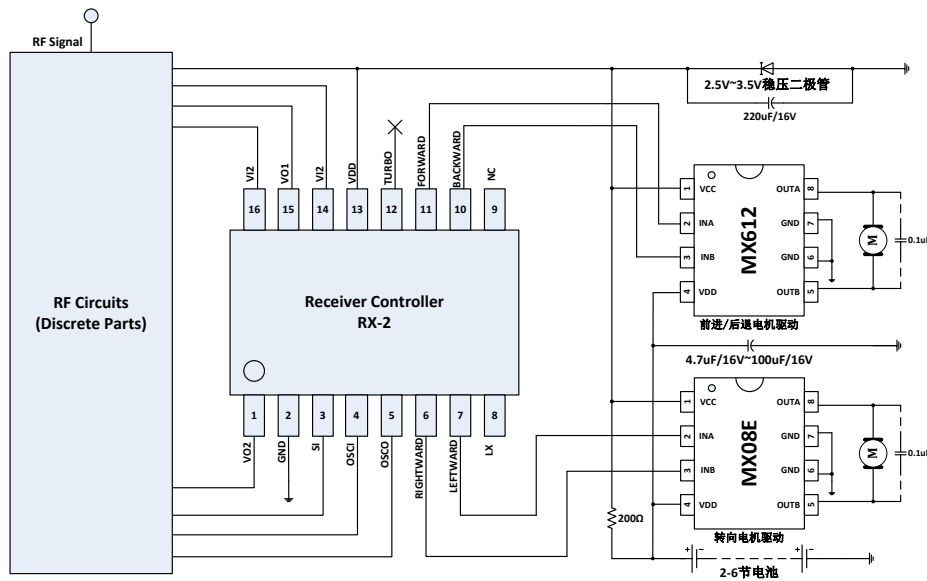 RF Signal
RF Circuits
(Discrete Parts)
2.5V~3.5V稳压二极管
220uF/16V
VI2
VO1
VI2
VDD
TURBO
FORWARD
BACKWARD
NC
16
15
14
13
12
11
10
9
Receiver Controller
RX-2
1
2
3
4
5
6
7
8
VO2
GND
SI
OSCI
OSCO
RIGHTWARD
LEFTWARD
LX
1 VCC
2 INA
3 INB
4 VDD
MX612
OUTA 8
GND 7
GND 6
OUTB 5
M
0.1uF
前进/后退电机驱动
4.7uF/16V~100uF/16V
1 VCC
2 INA
3 INB
4 VDD
MX08E
OUTA 8
GND 7
GND 6
OUTB 5
M
0.1uF
转向电机驱动
200Ω
+ − + −
2-6节电池